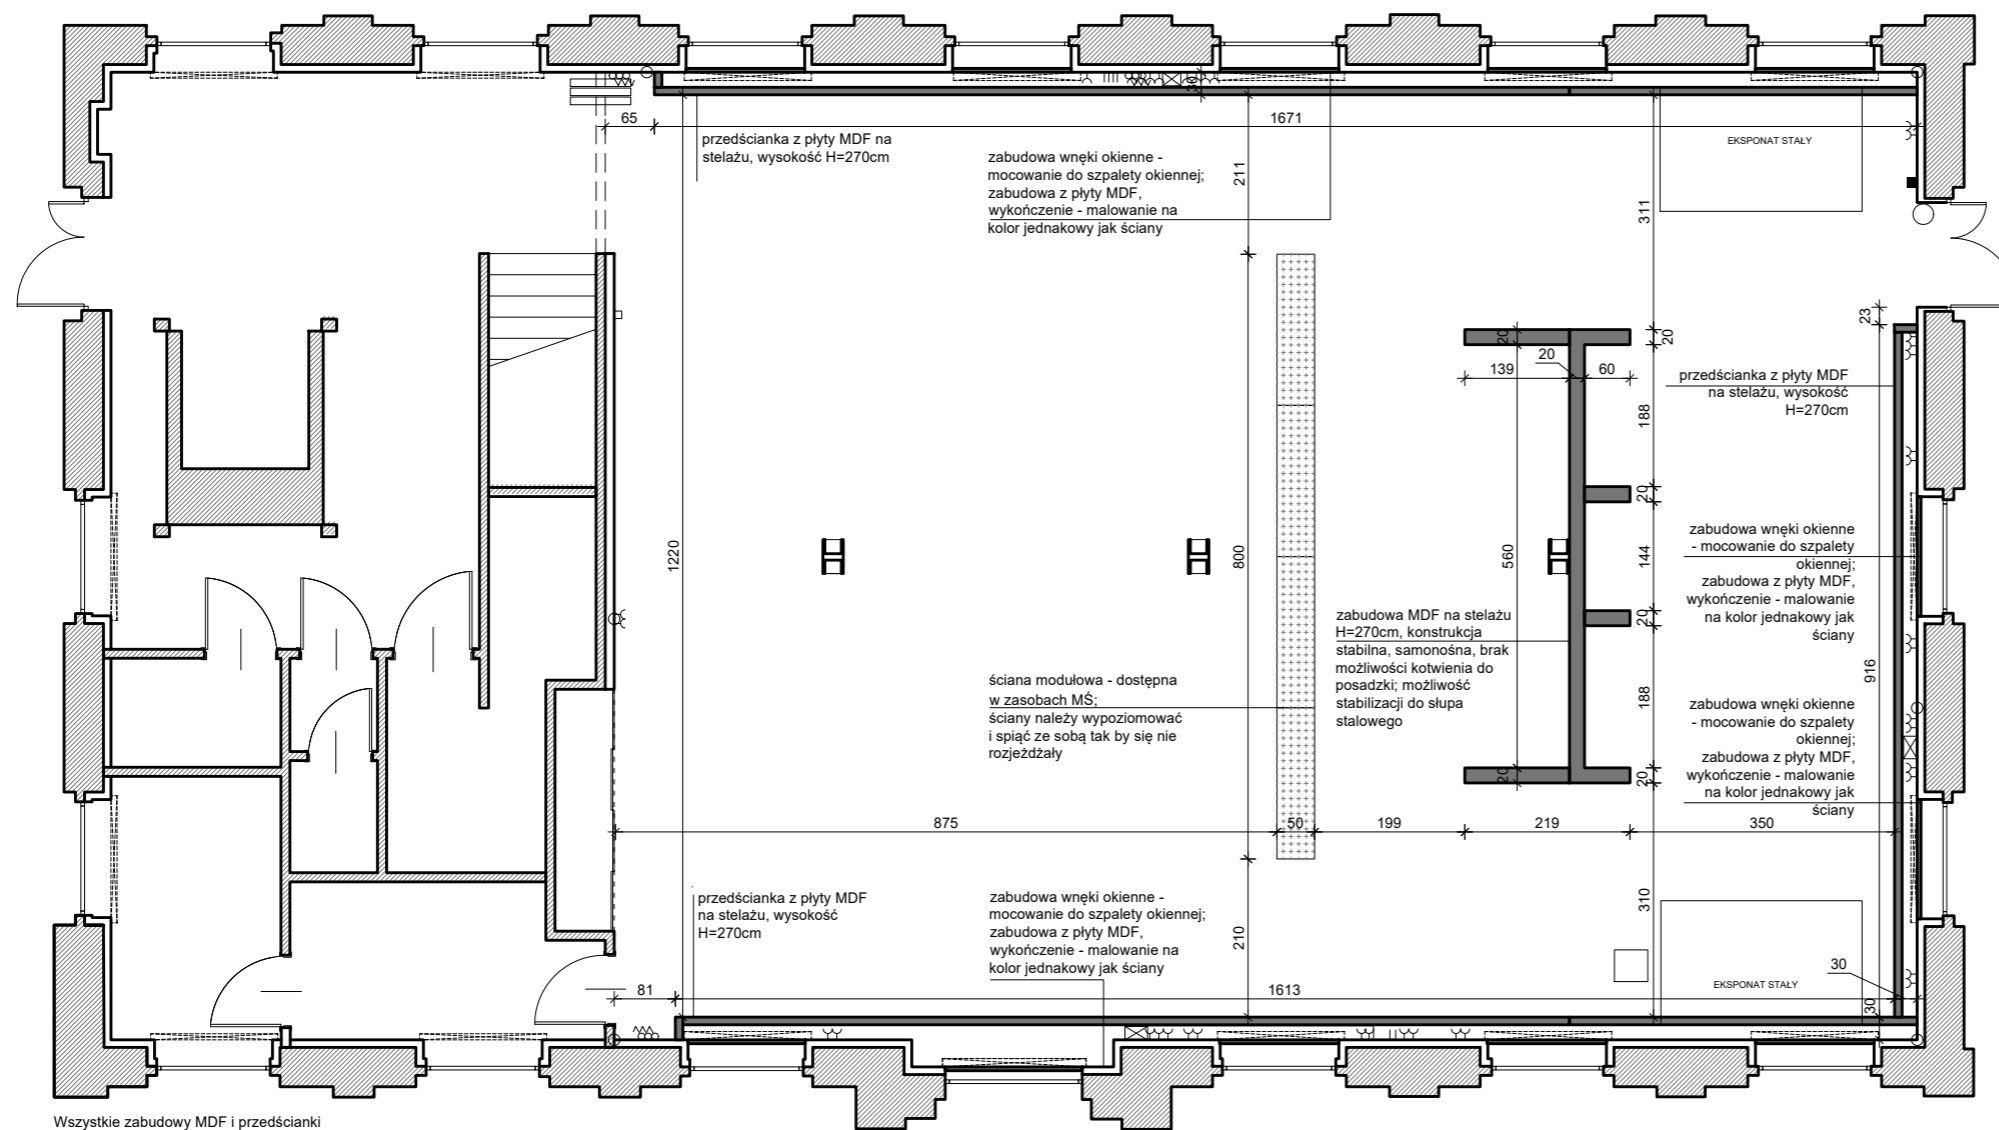 30
65
1671
przedścianka z płyty MDF na
stelażu, wysokość H=270cm
zabudowa wnęki okienne -
mocowanie do szpalety okiennej;
zabudowa z płyty MDF,
wykończenie - malowanie na
kolor jednakowy jak ściany
211
EKSPONAT STAŁY
311
23
20
20
20
139
60
przedścianka z płyty MDF
na stelażu, wysokość
H=270cm
188
1220
800
560
20
144
zabudowa wnęki okienne
- mocowanie do szpalety
okiennej;
zabudowa z płyty MDF,
wykończenie - malowanie
na kolor jednakowy jak
ściany
20
zabudowa MDF na stelażu
H=270cm, konstrukcja
stabilna, samonośna, brak
możliwości kotwienia do
posadzki; możliwość
stabilizacji do słupa
stalowego
916
ściana modułowa - dostępna
w zasobach MŚ;
ściany należy wypoziomować
i spiąć ze sobą tak by się nie
rozjeżdżały
188
zabudowa wnęki okienne
- mocowanie do szpalety
okiennej;
zabudowa z płyty MDF,
wykończenie - malowanie
na kolor jednakowy jak
ściany
20
20
875
50
199
219
350
przedścianka z płyty MDF
na stelażu, wysokość
H=270cm
zabudowa wnęki okienne -
mocowanie do szpalety okiennej;
zabudowa z płyty MDF,
wykończenie - malowanie na
kolor jednakowy jak ściany
210
310
30
EKSPONAT STAŁY
81
1613
30
Wszystkie zabudowy MDF i przedścianki